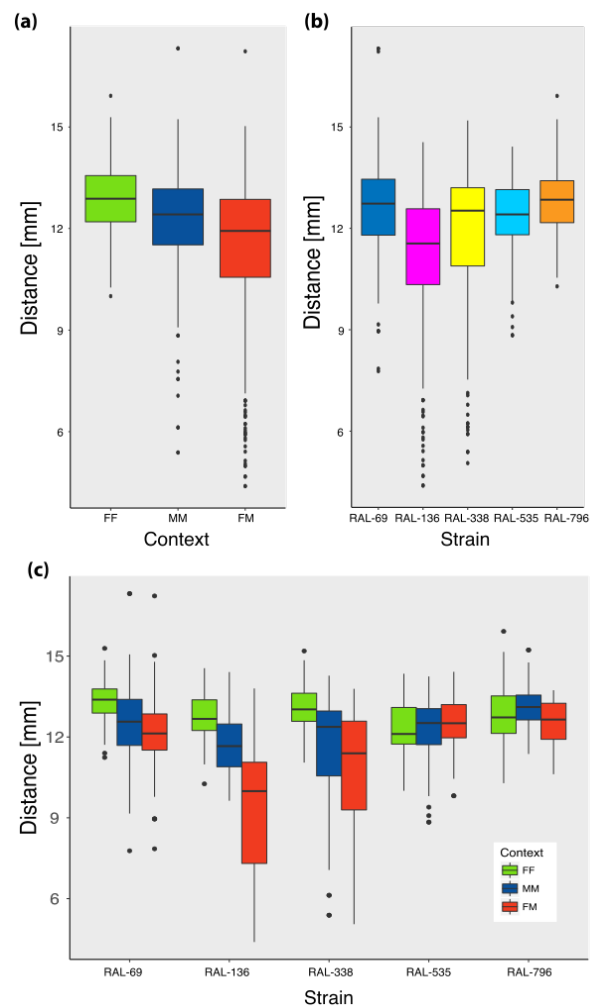 (a)
(b)
15
12
9
6
Distance [mm]
FF MM FM
Context
15
12
9
6
Distance [mm]
RAL-69 RAL-136 RAL-338 RAL-535 RAL-796
Strain
(c)
15
12
9
6
Distance [mm]
Context
FF
MM
FM
RAL-69 RAL-136 RAL-338 RAL-535 RAL-796
Strain